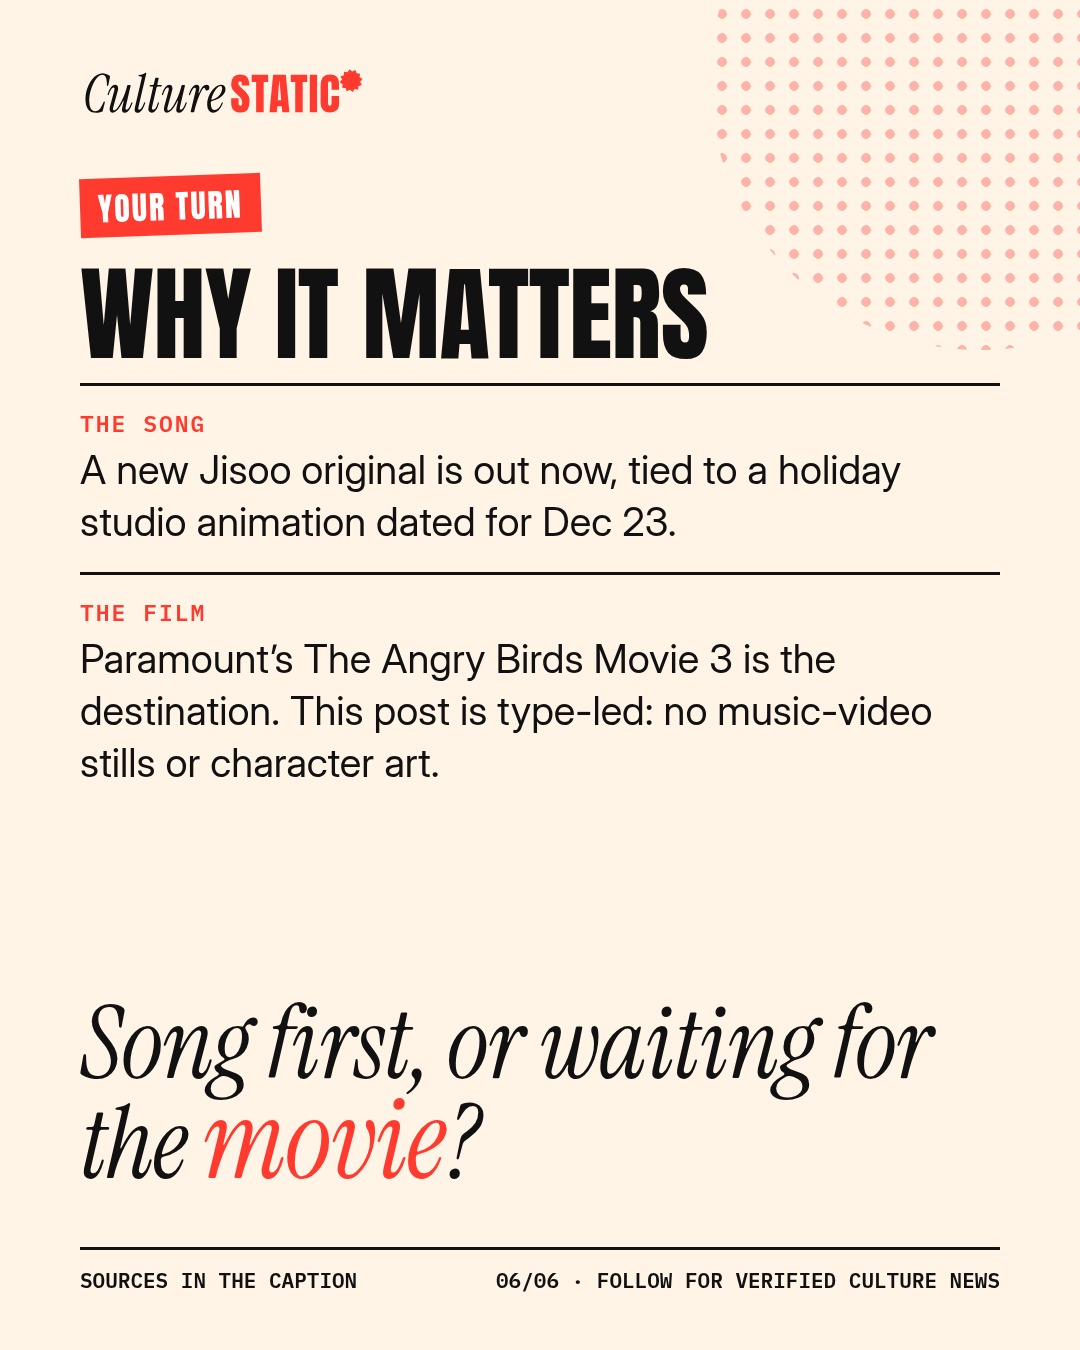 Culture STATIC
YOUR TURN
WHY IT MATTERS
THE SONG
A new Jisoo original is out now, tied to a holiday
studio animation dated for Dec 23.
THE FILM
Paramount’s The Angry Birds Movie 3 is the
destination. This post is type-led: no music-video
stills or character art.
Song first, or waiting for
the movie?
SOURCES IN THE CAPTION
06/06 · FOLLOW FOR VERIFIED CULTURE NEWS